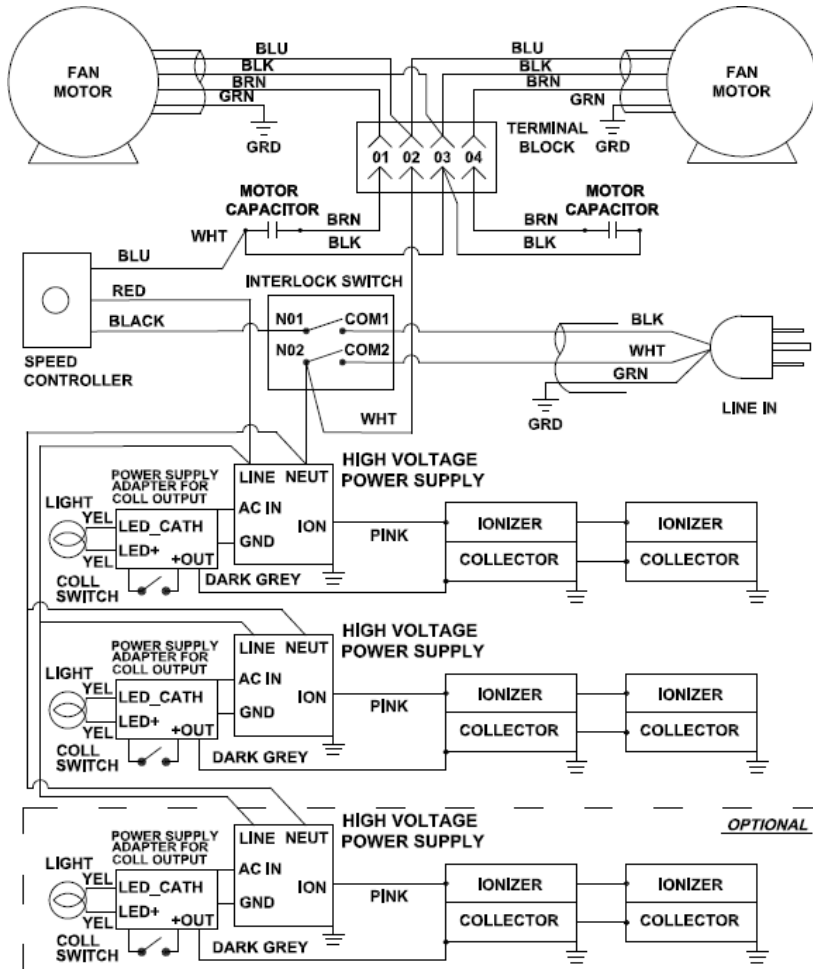 FAN
MOTOR
BLU
BLK
BRN
GRN
GRD
BLU
BLK
BRN
GRN
GRD
FAN
MOTOR
TERMINAL
BLOCK
01 02 03 04
MOTOR
CAPACITOR
BRN
BLK
WHT
MOTOR
CAPACITOR
BRN
BLK
BLU
RED
BLACK
SPEED
CONTROLLER
INTERLOCK SWITCH
N01 COM1
N02 COM2
BLK
WHT
GRN
GRD
LINE IN
WHT
HIGH VOLTAGE
POWER SUPPLY
POWER SUPPLY
ADAPTER FOR
COLL OUTPUT
LINE NEUT
AC IN
ION
GND
LIGHT
YEL
YEL
LED_CATH
LED+
+OUT
COLL
SWITCH
DARK GREY
PINK
IONIZER
COLLECTOR
IONIZER
COLLECTOR
HIGH VOLTAGE
POWER SUPPLY
POWER SUPPLY
ADAPTER FOR
COLL OUTPUT
LINE NEUT
AC IN
ION
GND
LIGHT
YEL
YEL
LED_CATH
LED+
+OUT
COLL
SWITCH
DARK GREY
PINK
IONIZER
COLLECTOR
IONIZER
COLLECTOR
OPTIONAL
HIGH VOLTAGE
POWER SUPPLY
POWER SUPPLY
ADAPTER FOR
COLL OUTPUT
LINE NEUT
AC IN
ION
GND
LIGHT
YEL
YEL
LED_CATH
LED+
+OUT
COLL
SWITCH
DARK GREY
PINK
IONIZER
COLLECTOR
IONIZER
COLLECTOR